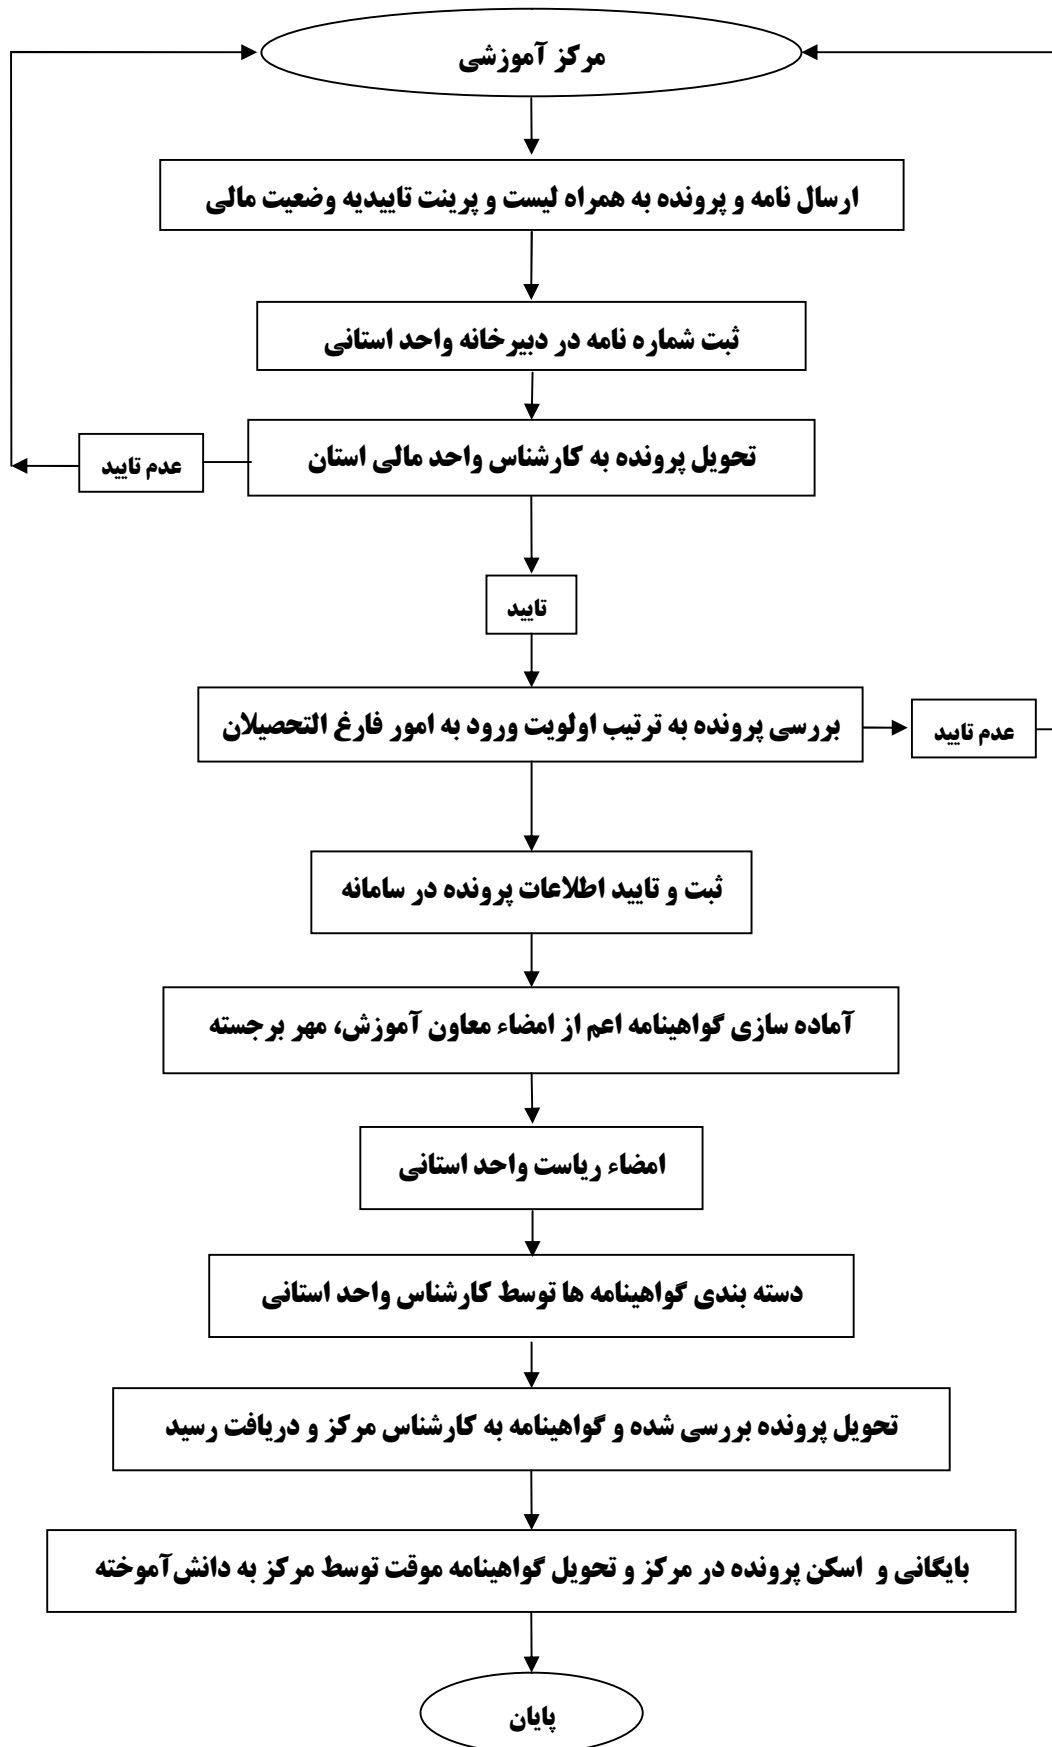 مرکز آموزشی
ارسال نامه و پرونده به همراه لیست و پرینت تاییدیه وضعیت مالی
ثبت شماره نامه در دبیرخانه واحد استانی
تحویل پرونده به کارشناس واحد مالی استان
عدم تایید
تایید
بررسی پرونده به ترتیب اولویت ورود به امور فارغ التحصیلان
عدم تایید
ثبت و تایید اطلاعات پرونده در سامانه
آماده سازی گواهینامه اعم از امضاء معاون آموزش، مهر برجسته
امضاء ریاست واحد استانی
دسته بندی گواهینامه ها توسط کارشناس واحد استانی
تحویل پرونده بررسی شده و گواهینامه به کارشناس مرکز و دریافت رسید
بایگانی و اسکن پرونده در مرکز و تحویل گواهینامه موقت توسط مرکز به دانش‌آموخته
پایان